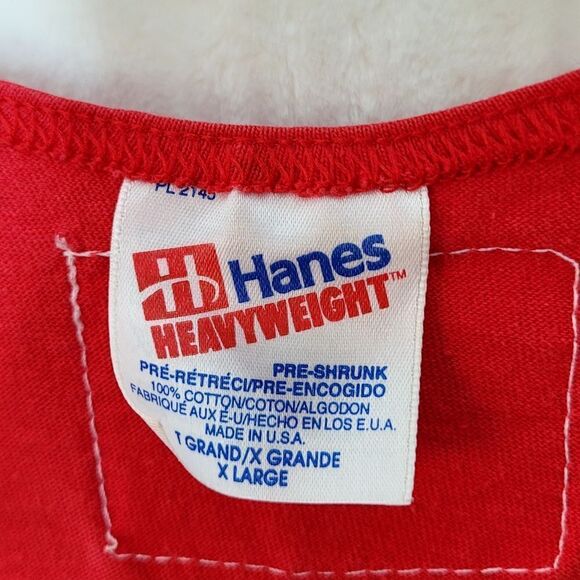 PL 2145
Hanes
HEAVYWEIGHT™
PRE-SHRUNK
PRÉ-RÉTRÉCI/PRE-ENCOGIDO
100% COTTON/COTON/ALGODON
FABRIQUÉ AUX É-U/HECHO EN LOS E.U.A.
MADE IN U.S.A.
T GRAND/X GRANDE
X LARGE